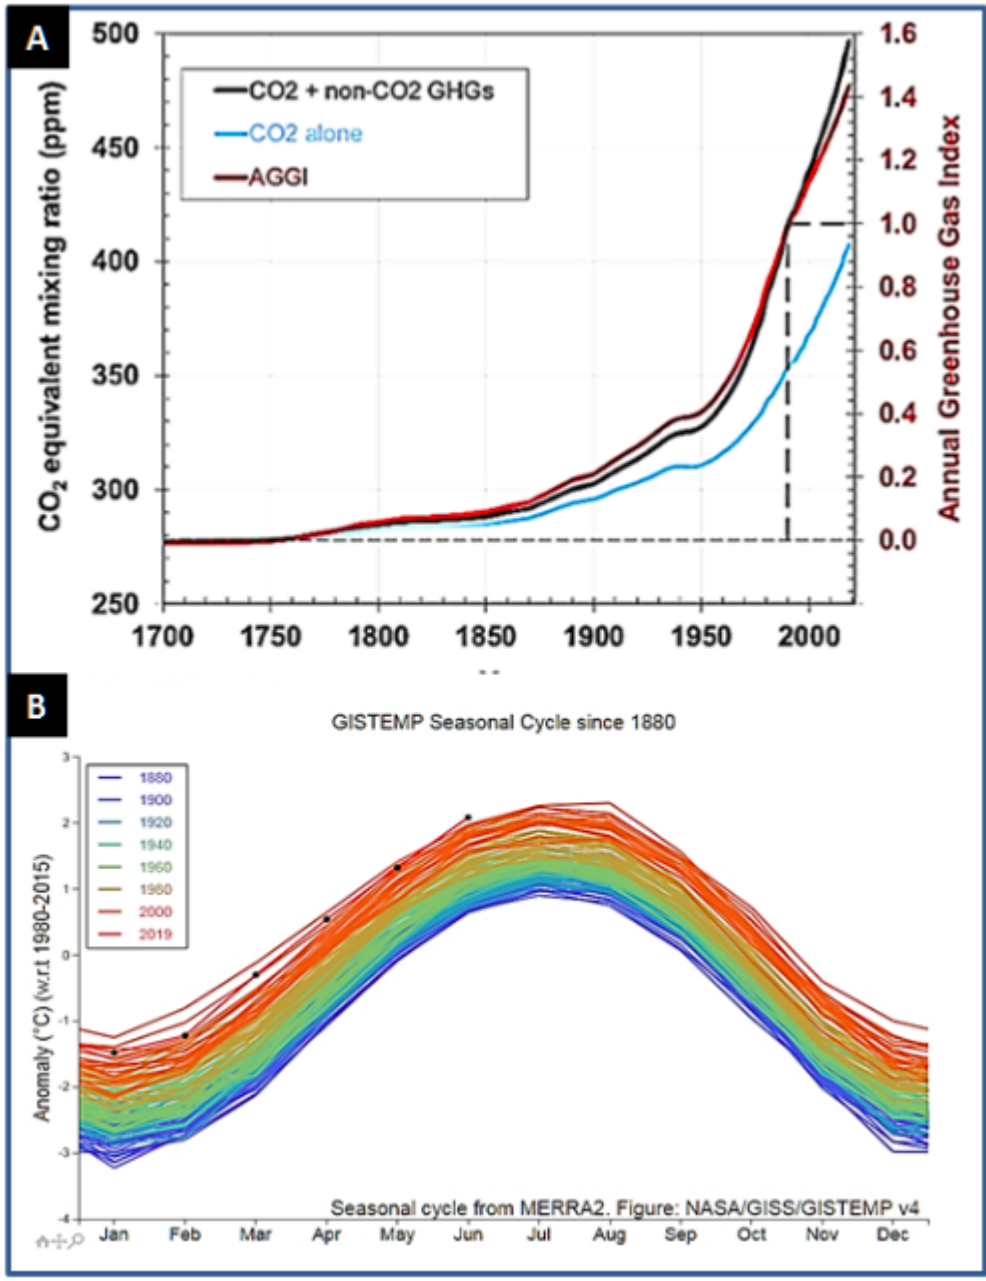 A
CO2 equivalent mixing ratio (ppm)
500
450
400
350
300
250
CO2 + non-CO2 GHGs
CO2 alone
AGGI
1.6
1.4
1.2
1.0
0.8
0.6
0.4
0.2
0.0
Annual Greenhouse Gas Index
1700 1750 1800 1850 1900 1950 2000
B
GISTEMP Seasonal Cycle since 1880
Anomaly (°C) (w.r.t 1980-2015)
3
2
1
0
-1
-2
-3
-4
1880
1900
1920
1940
1960
1980
2000
2019
Seasonal cycle from MERRA2. Figure: NASA/GISS/GISTEMP v4
Jan Feb Mar Apr May Jun Jul Aug Sep Oct Nov Dec